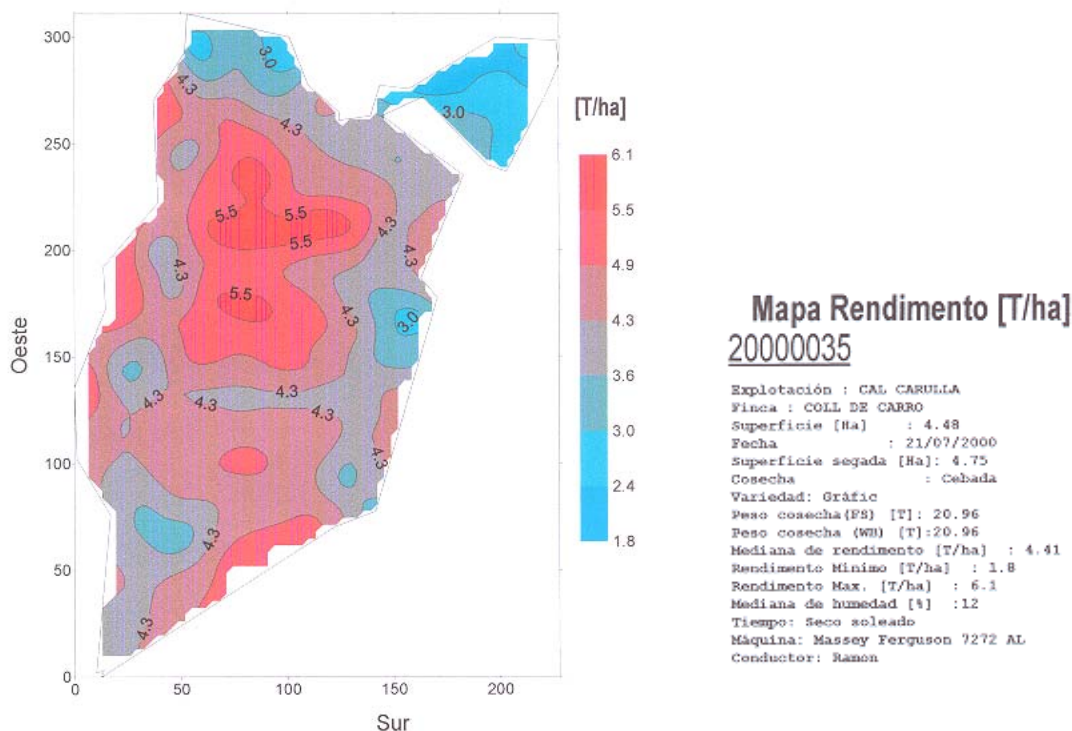 300
250
200
150
100
50
0
0
50
100
150
200
Oeste
Sur
3.0
4.3
3.0
4.3
5.5
5.5
5.5
4.3
4.3
4.3
5.5
4.3
3.0
4.3
4.3
4.3
4.3
4.3
4.3
4.3
[T/ha]
6.1
5.5
4.9
4.3
3.6
3.0
2.4
1.8
Mapa Rendimento [T/ha]
20000035
Explotación : CAL CARULLA
Finca : COLL DE CARRO
Superficie [Ha] : 4.48
Fecha : 21/07/2000
Superficie segada [Ha]: 4.75
Cosecha : Cebada
Variedad: Gráfic
Peso cosecha(FS) [T]: 20.96
Peso cosecha (WB) [T]:20.96
Mediana de rendimento [T/ha] : 4.41
Rendimento Minimo [T/ha] : 1.8
Rendimento Max. [T/ha] : 6.1
Mediana de humedad [%] :12
Tiempo: Seco soleado
Máquina: Massey Ferguson 7272 AL
Conductor: Ramon